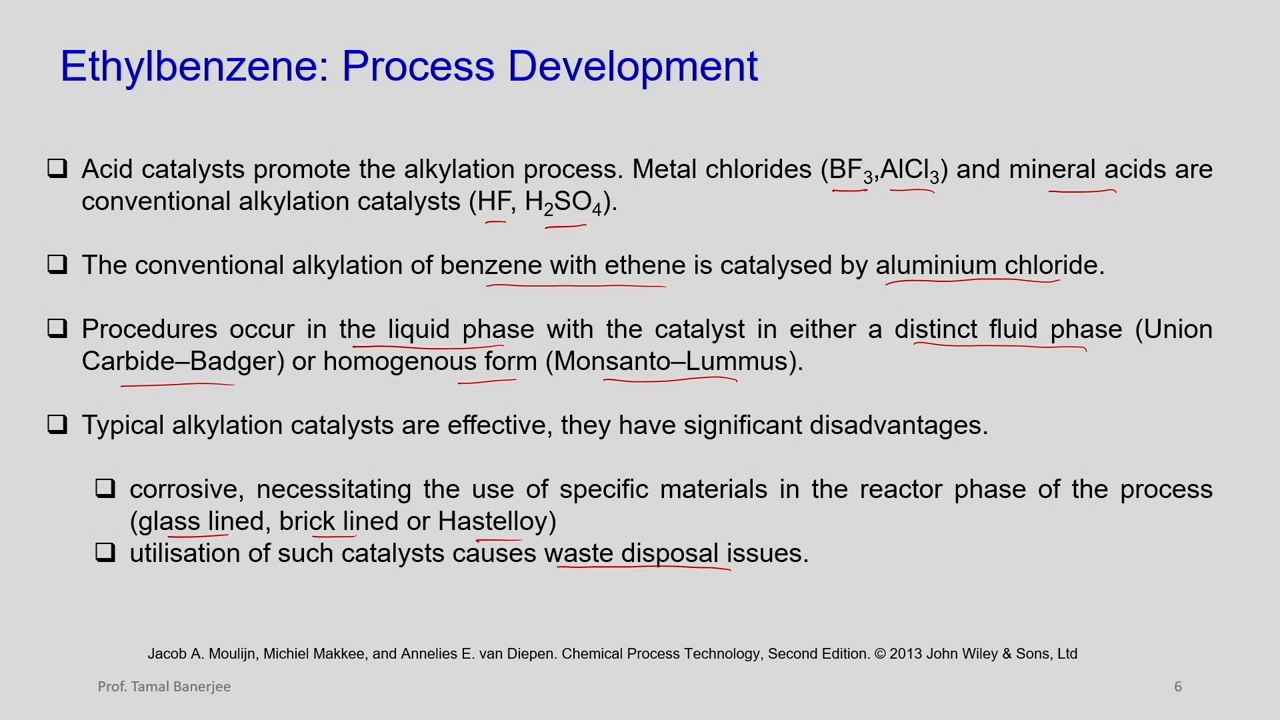 Ethylbenzene: Process Development
❑ Acid catalysts promote the alkylation process. Metal chlorides (BF₃,AlCl₃) and mineral acids are
conventional alkylation catalysts (HF, H₂SO₄).
❑ The conventional alkylation of benzene with ethene is catalysed by aluminium chloride.
❑ Procedures occur in the liquid phase with the catalyst in either a distinct fluid phase (Union
Carbide–Badger) or homogenous form (Monsanto–Lummus).
❑ Typical alkylation catalysts are effective, they have significant disadvantages.
❑ corrosive, necessitating the use of specific materials in the reactor phase of the process
(glass lined, brick lined or Hastelloy)
❑ utilisation of such catalysts causes waste disposal issues.
Jacob A. Moulijn, Michiel Makkee, and Annelies E. van Diepen. Chemical Process Technology, Second Edition. © 2013 John Wiley & Sons, Ltd
Prof. Tamal Banerjee
6